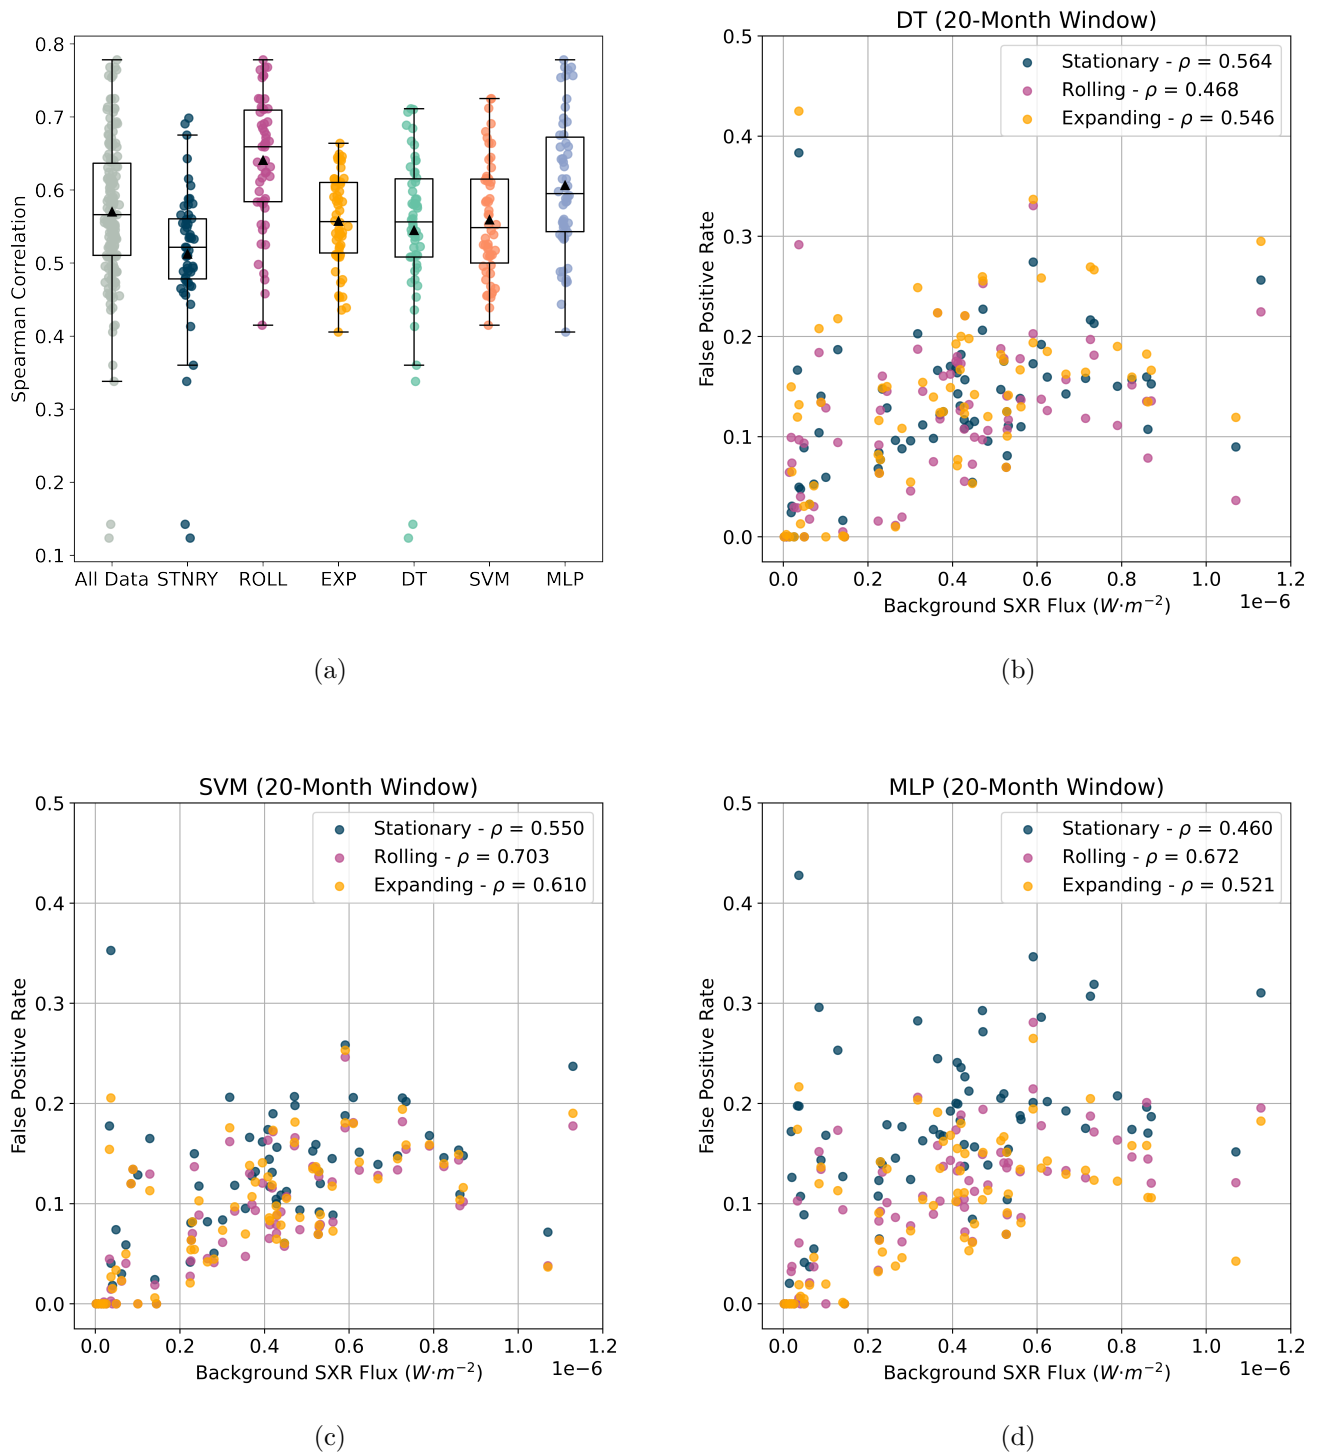 0.8
0.7
0.6
0.5
0.4
0.3
0.2
0.1
Spearman Correlation
All Data STNRY ROLL EXP DT SVM MLP
(a)
DT (20-Month Window)
Stationary - ρ = 0.564
Rolling - ρ = 0.468
Expanding - ρ = 0.546
0.5
0.4
0.3
0.2
0.1
0.0
False Positive Rate
0.0 0.2 0.4 0.6 0.8 1.0 1.2
1e−6
Background SXR Flux (W·m⁻²)
(b)
SVM (20-Month Window)
Stationary - ρ = 0.550
Rolling - ρ = 0.703
Expanding - ρ = 0.610
0.5
0.4
0.3
0.2
0.1
0.0
False Positive Rate
0.0 0.2 0.4 0.6 0.8 1.0 1.2
1e−6
Background SXR Flux (W·m⁻²)
(c)
MLP (20-Month Window)
Stationary - ρ = 0.460
Rolling - ρ = 0.672
Expanding - ρ = 0.521
0.5
0.4
0.3
0.2
0.1
0.0
False Positive Rate
0.0 0.2 0.4 0.6 0.8 1.0 1.2
1e−6
Background SXR Flux (W·m⁻²)
(d)